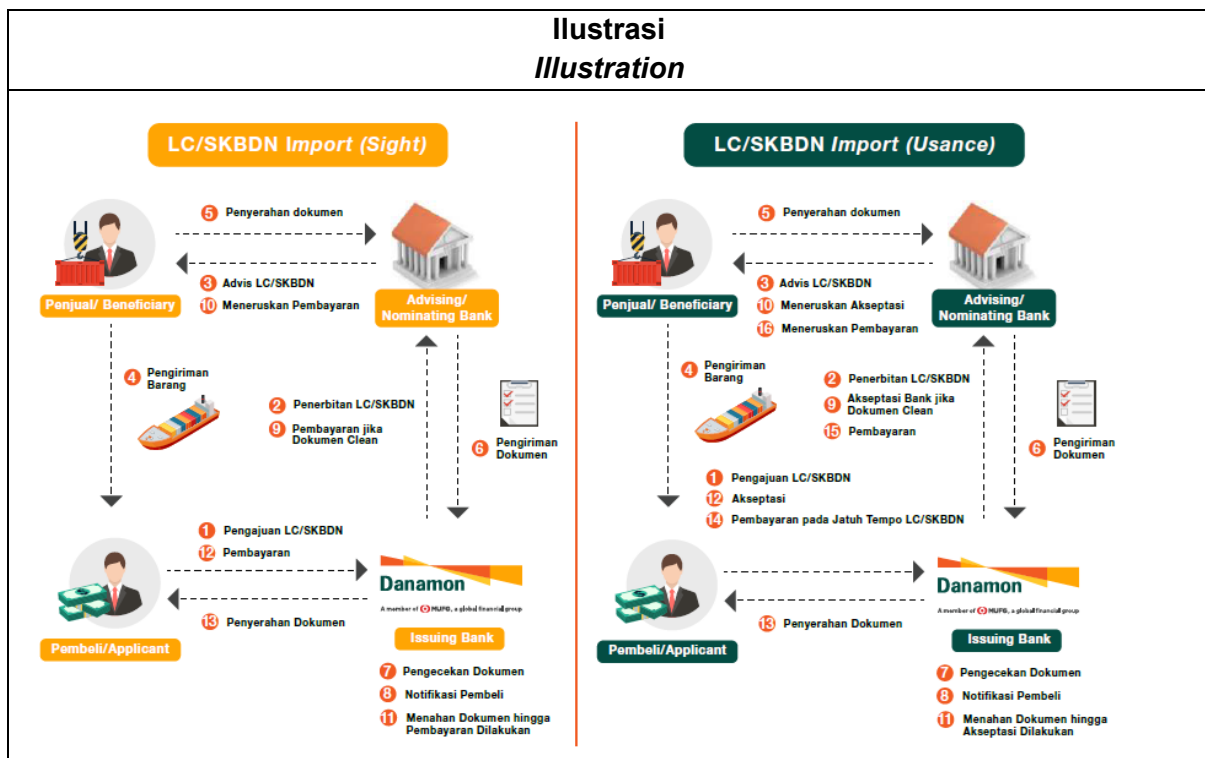 Ilustrasi
Illustration
LC/SKBDN Import (Sight)
5 Penyerahan dokumen
3 Advis LC/SKBDN
10 Meneruskan Pembayaran
Penjual/ Beneficiary
Advising/
Nominating Bank
4 Pengiriman
Barang
2 Penerbitan LC/SKBDN
9 Pembayaran jika
Dokumen Clean
6 Pengiriman
Dokumen
1 Pengajuan LC/SKBDN
12 Pembayaran
Danamon
A member of MUFG, a global financial group
13 Penyerahan Dokumen
Pembeli/Applicant
Issuing Bank
7 Pengecekan Dokumen
8 Notifikasi Pembeli
11 Menahan Dokumen hingga
Pembayaran Dilakukan
LC/SKBDN Import (Usance)
5 Penyerahan dokumen
3 Advis LC/SKBDN
10 Meneruskan Akseptasi
16 Meneruskan Pembayaran
Penjual/ Beneficiary
Advising/
Nominating Bank
4 Pengiriman
Barang
2 Penerbitan LC/SKBDN
9 Akseptasi Bank jika
Dokumen Clean
15 Pembayaran
6 Pengiriman
Dokumen
1 Pengajuan LC/SKBDN
12 Akseptasi
14 Pembayaran pada Jatuh Tempo LC/SKBDN
Danamon
A member of MUFG, a global financial group
13 Penyerahan Dokumen
Pembeli/Applicant
Issuing Bank
7 Pengecekan Dokumen
8 Notifikasi Pembeli
11 Menahan Dokumen hingga
Akseptasi Dilakukan